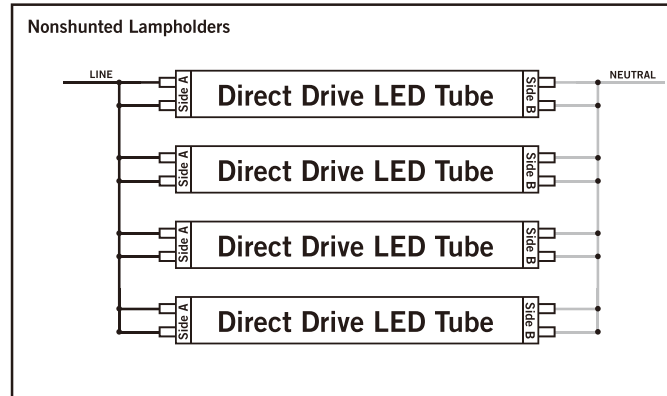 Nonshunted Lampholders
LINE
NEUTRAL
Side A
Direct Drive LED Tube
Side B
Side A
Direct Drive LED Tube
Side B
Side A
Direct Drive LED Tube
Side B
Side A
Direct Drive LED Tube
Side B